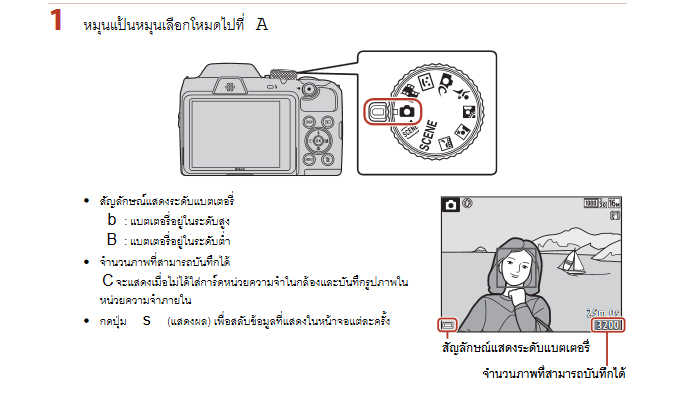 1 หมุนแป้นหมุนเลือกโหมดไปที่ A
SCENE
SCENE
Nikon
OK
• สัญลักษณ์แสดงระดับแบตเตอรี่
b : แบตเตอรี่อยู่ในระดับสูง
B : แบตเตอรี่อยู่ในระดับต่ำ
• จำนวนภาพที่สามารถบันทึกได้
C จะแสดงเมื่อไม่ได้ใส่การ์ดหน่วยความจำในกล้องและบันทึกรูปภาพใน
หน่วยความจำภายใน
• กดปุ่ม s (แสดงผล) เพื่อสลับข้อมูลที่แสดงในหน้าจอแต่ละครั้ง
1080 16M
25m 0s
3200
สัญลักษณ์แสดงระดับแบตเตอรี่
จำนวนภาพที่สามารถบันทึกได้